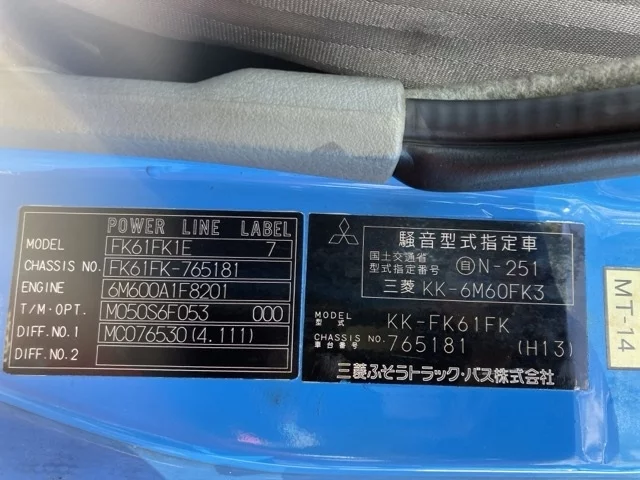 POWER LINE LABEL
MODEL FK61FK1E 7
CHASSIS NO. FK61FK-765181
ENGINE 6M600A1F8201
T/M・OPT. M050S6F053 000
DIFF.NO.1 MC076530(4.111)
DIFF.NO.2
騒音型式指定車
国土交通省
型式指定番号 自N-251
三菱 KK-6M60FK3
MODEL
型式 KK-FK61FK
CHASSIS NO.
車台番号 765181 (H13)
三菱ふそうトラック・バス株式会社
MT-14